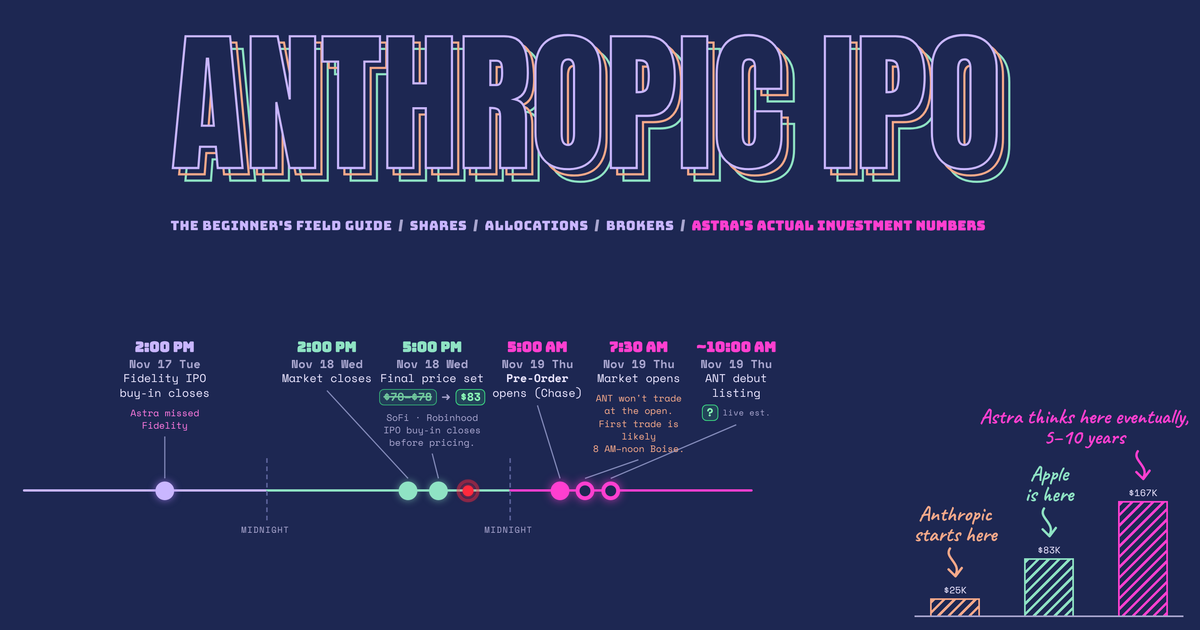 ANTHROPIC IPO
THE BEGINNER'S FIELD GUIDE / SHARES / ALLOCATIONS / BROKERS / ASTRA'S ACTUAL INVESTMENT NUMBERS
2:00 PM
Nov 17 Tue
Fidelity IPO
buy-in closes
Astra missed
Fidelity
2:00 PM
Nov 18 Wed
Market closes
5:00 PM
Nov 18 Wed
Final price set
$70–$78 → $83
SoFi · Robinhood
IPO buy-in closes
before pricing.
5:00 AM
Nov 19 Thu
Pre-Order
opens (Chase)
7:30 AM
Nov 19 Thu
Market opens
ANT won't trade
at the open.
First trade is
likely
8 AM–noon Boise.
~10:00 AM
Nov 19 Thu
ANT debut
listing
? live est.
MIDNIGHT
MIDNIGHT
Anthropic
starts here
$25K
Apple
is here
$83K
Astra thinks here eventually,
5–10 years
$167K